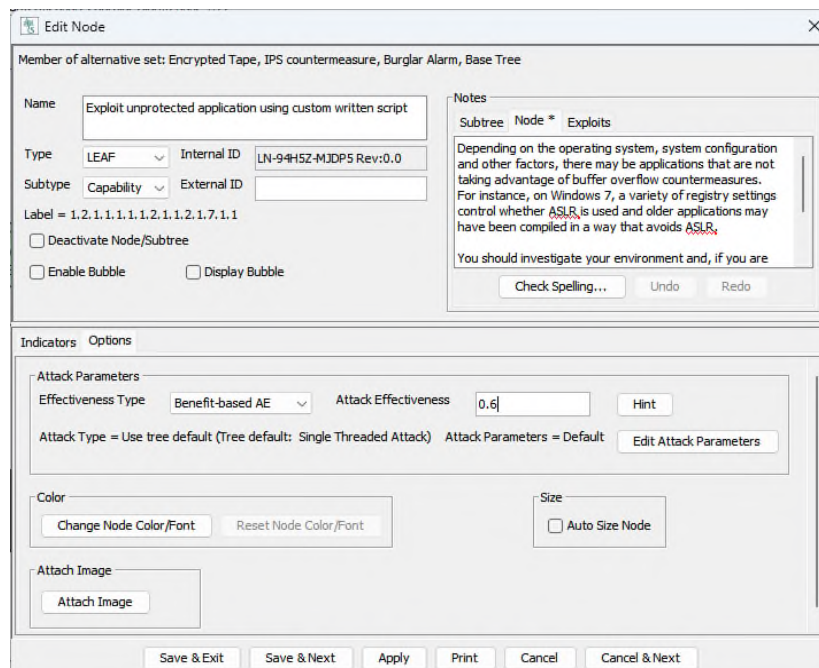 Edit Node
Member of alternative set: Encrypted Tape, IPS countermeasure, Burglar Alarm, Base Tree
Name
Exploit unprotected application using custom written script
Type
LEAF
Internal ID
LN-94H5Z-MJDP5 Rev:0.0
Subtype
Capability
External ID
Label = 1.2.1.1.1.1.1.2.1.1.2.1.7.1.1
Deactivate Node/Subtree
Enable Bubble
Display Bubble
Notes
Subtree
Node *
Exploits
Depending on the operating system, system configuration
and other factors, there may be applications that are not
taking advantage of buffer overflow countermeasures.
For instance, on Windows 7, a variety of registry settings
control whether ASLR is used and older applications may
have been compiled in a way that avoids ASLR.
You should investigate your environment and, if you are
Check Spelling...
Undo
Redo
Indicators
Options
Attack Parameters
Effectiveness Type
Benefit-based AE
Attack Effectiveness
0.6
Hint
Attack Type = Use tree default (Tree default: Single Threaded Attack)
Attack Parameters = Default
Edit Attack Parameters
Color
Change Node Color/Font
Reset Node Color/Font
Size
Auto Size Node
Attach Image
Attach Image
Save & Exit
Save & Next
Apply
Print
Cancel
Cancel & Next